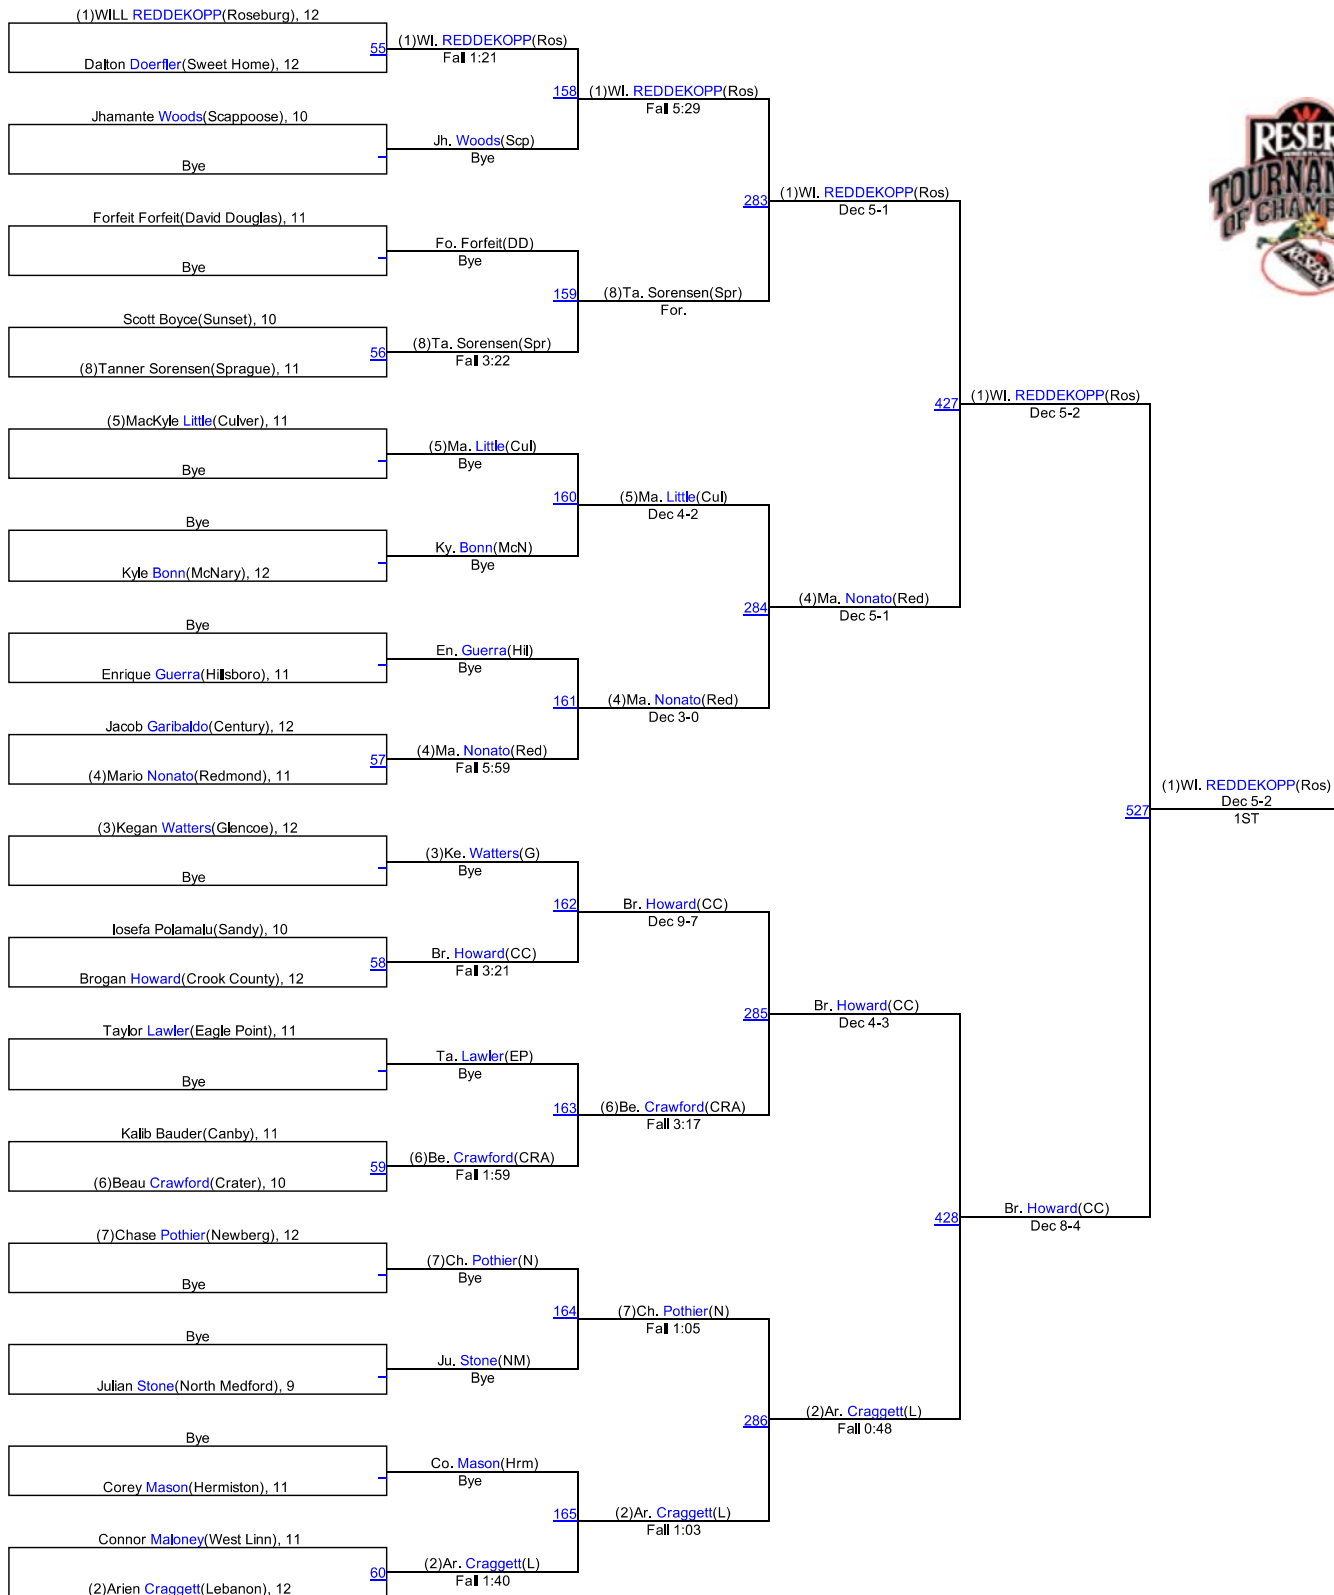 (1)WILL REDDEKOPP(Roseburg), 12
55
Dalton Doerfler(Sweet Home), 12
(1)WI. REDDEKOPP(Ros)
Fall 1:21
Jhamante Woods(Scappoose), 10
Bye
Jh. Woods(Scp)
Bye
158
(1)WI. REDDEKOPP(Ros)
Fall 5:29
Forfeit Forfeit(David Douglas), 11
Bye
Fo. Forfeit(DD)
Bye
Scott Boyce(Sunset), 10
56
(8)Tanner Sorensen(Sprague), 11
(8)Ta. Sorensen(Spr)
Fall 3:22
159
(8)Ta. Sorensen(Spr)
For.
283
(1)WI. REDDEKOPP(Ros)
Dec 5-1
(5)MacKyle Little(Culver), 11
Bye
(5)Ma. Little(Cul)
Bye
Bye
Kyle Bonn(McNary), 12
Ky. Bonn(McN)
Bye
160
(5)Ma. Little(Cul)
Dec 4-2
Bye
Enrique Guerra(Hillsboro), 11
En. Guerra(Hil)
Bye
Jacob Garibaldo(Century), 12
57
(4)Mario Nonato(Redmond), 11
(4)Ma. Nonato(Red)
Fall 5:59
161
(4)Ma. Nonato(Red)
Dec 3-0
284
(4)Ma. Nonato(Red)
Dec 5-1
427
(1)WI. REDDEKOPP(Ros)
Dec 5-2
(3)Kegan Watters(Glencoe), 12
Bye
(3)Ke. Watters(G)
Bye
Iosefa Polamalu(Sandy), 10
58
Brogan Howard(Crook County), 12
Br. Howard(CC)
Fall 3:21
162
Br. Howard(CC)
Dec 9-7
Taylor Lawler(Eagle Point), 11
Bye
Ta. Lawler(EP)
Bye
Kalib Bauder(Canby), 11
59
(6)Beau Crawford(Crater), 10
(6)Be. Crawford(CRA)
Fall 1:59
163
(6)Be. Crawford(CRA)
Fall 3:17
285
Br. Howard(CC)
Dec 4-3
(7)Chase Pothier(Newberg), 12
Bye
(7)Ch. Pothier(N)
Bye
Bye
Julian Stone(North Medford), 9
Ju. Stone(NM)
Bye
164
(7)Ch. Pothier(N)
Fall 1:05
Bye
Corey Mason(Hermiston), 11
Co. Mason(Hrm)
Bye
Connor Maloney(West Linn), 11
60
(2)Arien Craggett(Lebanon), 12
(2)Ar. Craggett(L)
Fall 1:40
165
(2)Ar. Craggett(L)
Fall 1:03
286
(2)Ar. Craggett(L)
Fall 0:48
428
Br. Howard(CC)
Dec 8-4
527
(1)WI. REDDEKOPP(Ros)
Dec 5-2
1ST
RESER
TOURNAM
OF CHAMP